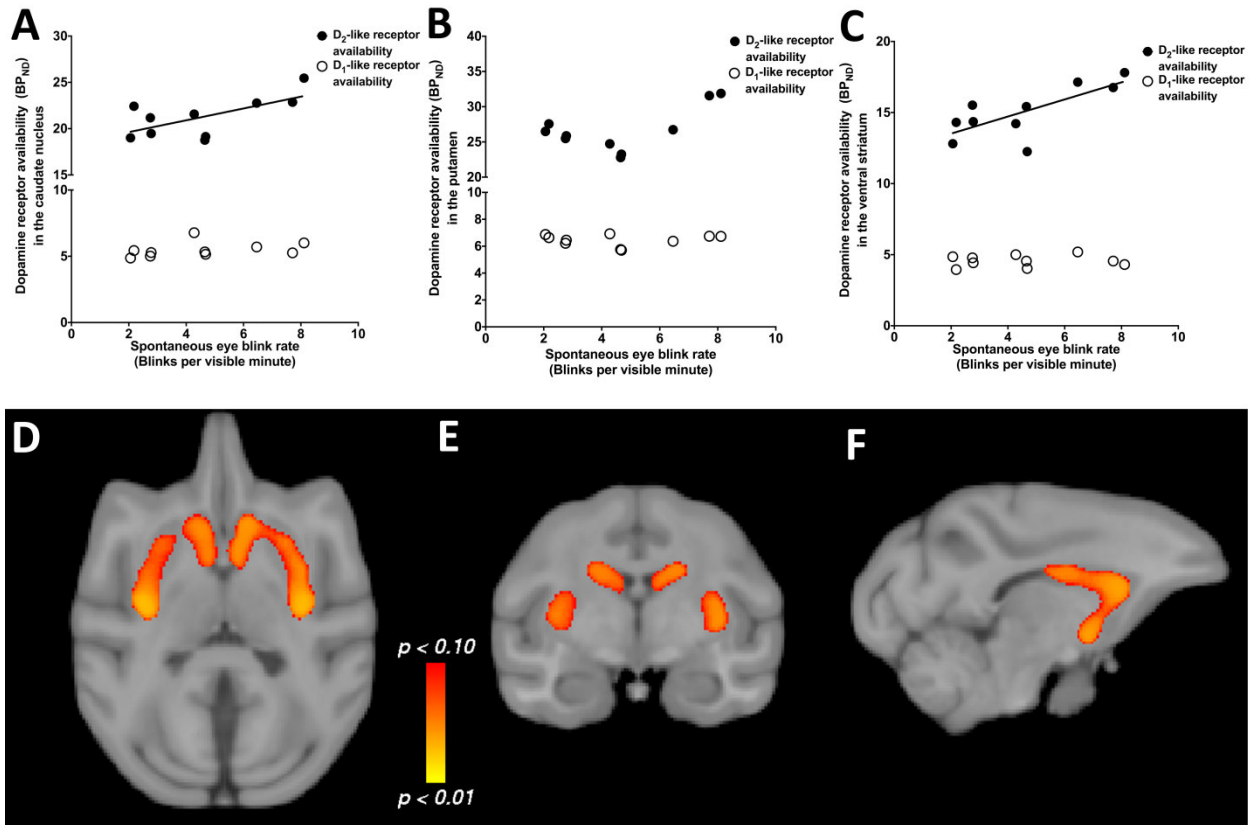 A
D2-like receptor
availability
D1-like receptor
availability
Dopamine receptor availability (BPND)
in the caudate nucleus
30
25
20
15
10
5
0
0 2 4 6 8 10
Spontaneous eye blink rate
(Blinks per visible minute)
B
D2-like receptor
availability
D1-like receptor
availability
Dopamine receptor availability (BPND)
in the putamen
40
35
30
25
20
10
8
6
4
2
0
0 2 4 6 8 10
Spontaneous eye blink rate
(Blinks per visible minute)
C
D2-like receptor
availability
D1-like receptor
availability
Dopamine receptor availability (BPND)
in the ventral striatum
20
15
10
5
0
0 2 4 6 8 10
Spontaneous eye blink rate
(Blinks per visible minute)
D
E
F
p < 0.10
p < 0.01